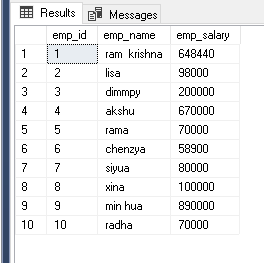 Results Messages
emp_id emp_name emp_salary
1 1 ram krishna 648440
2 2 lisa 98000
3 3 dimmpy 200000
4 4 akshu 670000
5 5 rama 70000
6 6 chenzya 58900
7 7 siyua 80000
8 8 xina 100000
9 9 min hua 890000
10 10 radha 70000